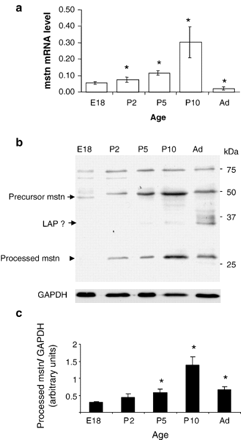 a
mstn mRNA level
0.50
0.40
0.30
0.20
0.10
0.00
* * * *
E18 P2 P5 P10 Ad
Age
b
E18 P2 P5 P10 Ad kDa
75
Precursor mstn
50
LAP ?
37
Processed mstn
25
GAPDH
c
Processed mstn/ GAPDH
(arbitrary units)
2
1.5
1
0.5
* * *
E18 P2 P5 P10 Ad
Age